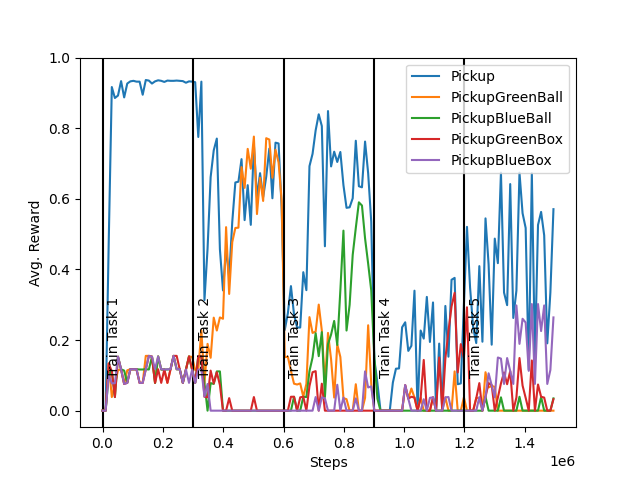 1.0
0.8
0.6
0.4
0.2
0.0
Avg. Reward
Pickup
PickupGreenBall
PickupBlueBall
PickupGreenBox
PickupBlueBox
Train Task 1
Train Task 2
Train Task 3
Train Task 4
Train Task 5
0.0 0.2 0.4 0.6 0.8 1.0 1.2 1.4
1e6
Steps